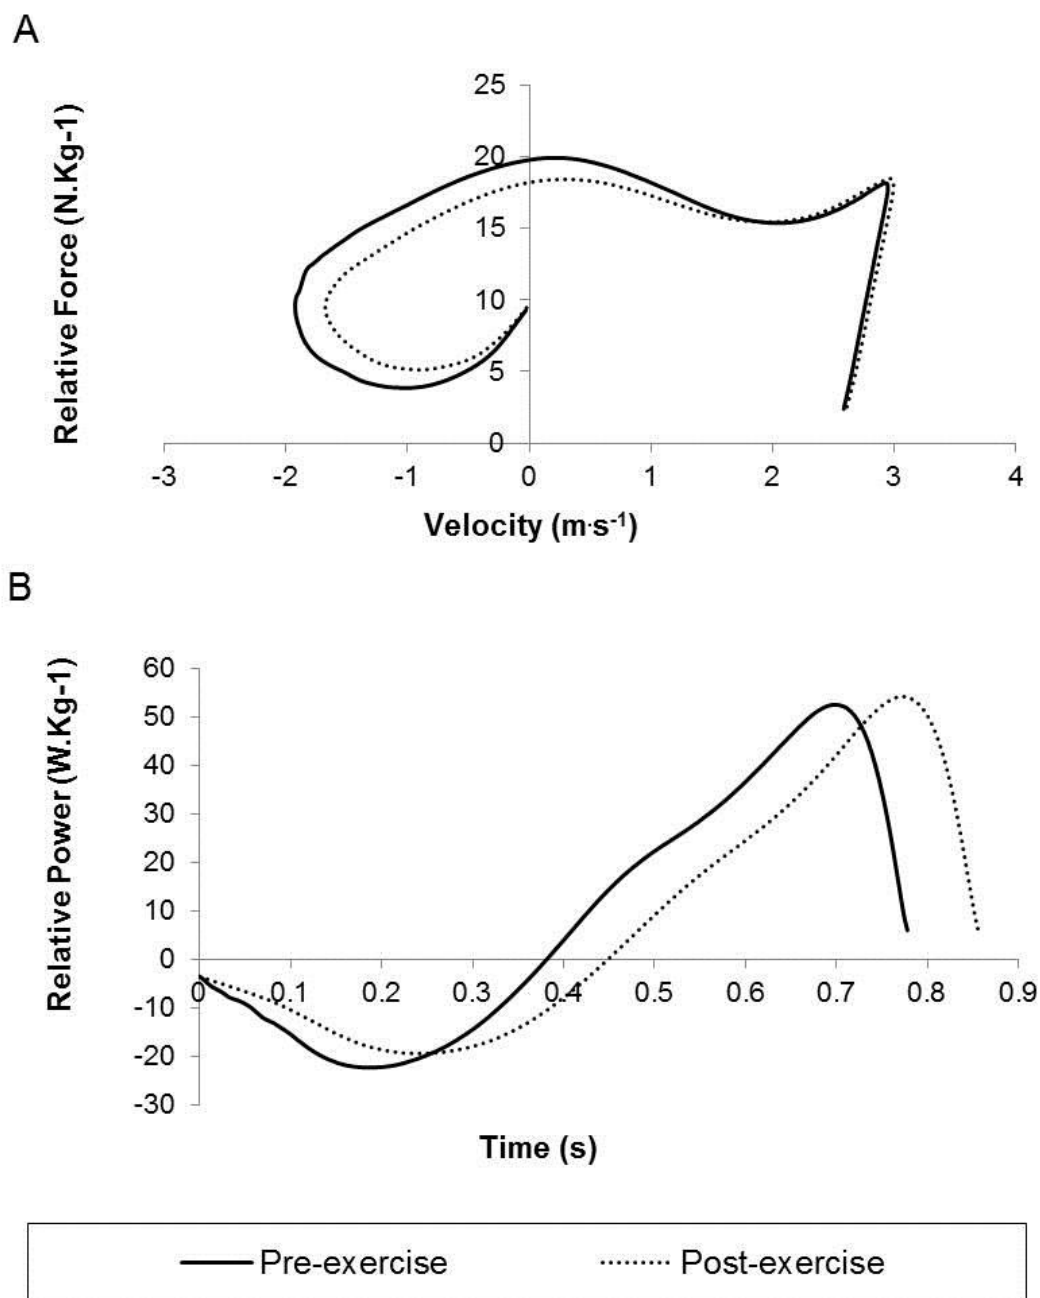 A
Relative Force (N.Kg-1)
25
20
15
10
5
0
-3 -2 -1 0 1 2 3 4
Velocity (m·s-1)
B
Relative Power (W.Kg-1)
60
50
40
30
20
10
0
0 0.1 0.2 0.3 0.4 0.5 0.6 0.7 0.8 0.9
-10
-20
-30
Time (s)
Pre-exercise Post-exercise